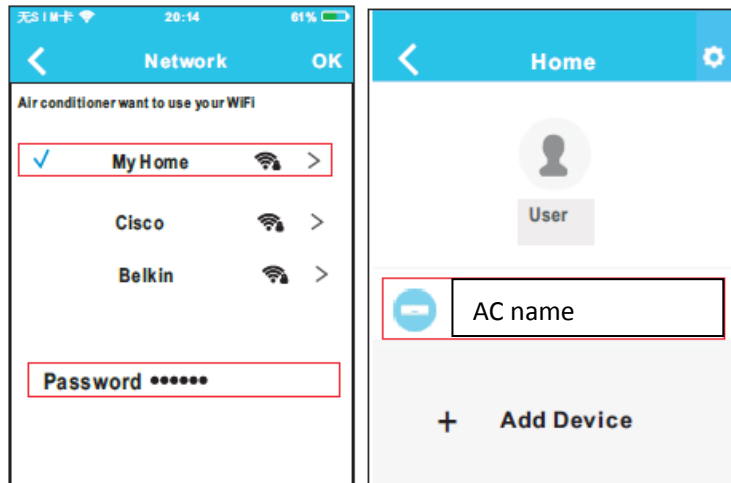 无SIM卡 20:14 61%
Network OK
Air conditioner want to use your WiFi
My Home
Cisco
Belkin
Password ••••••
Home
User
AC name
+ Add Device